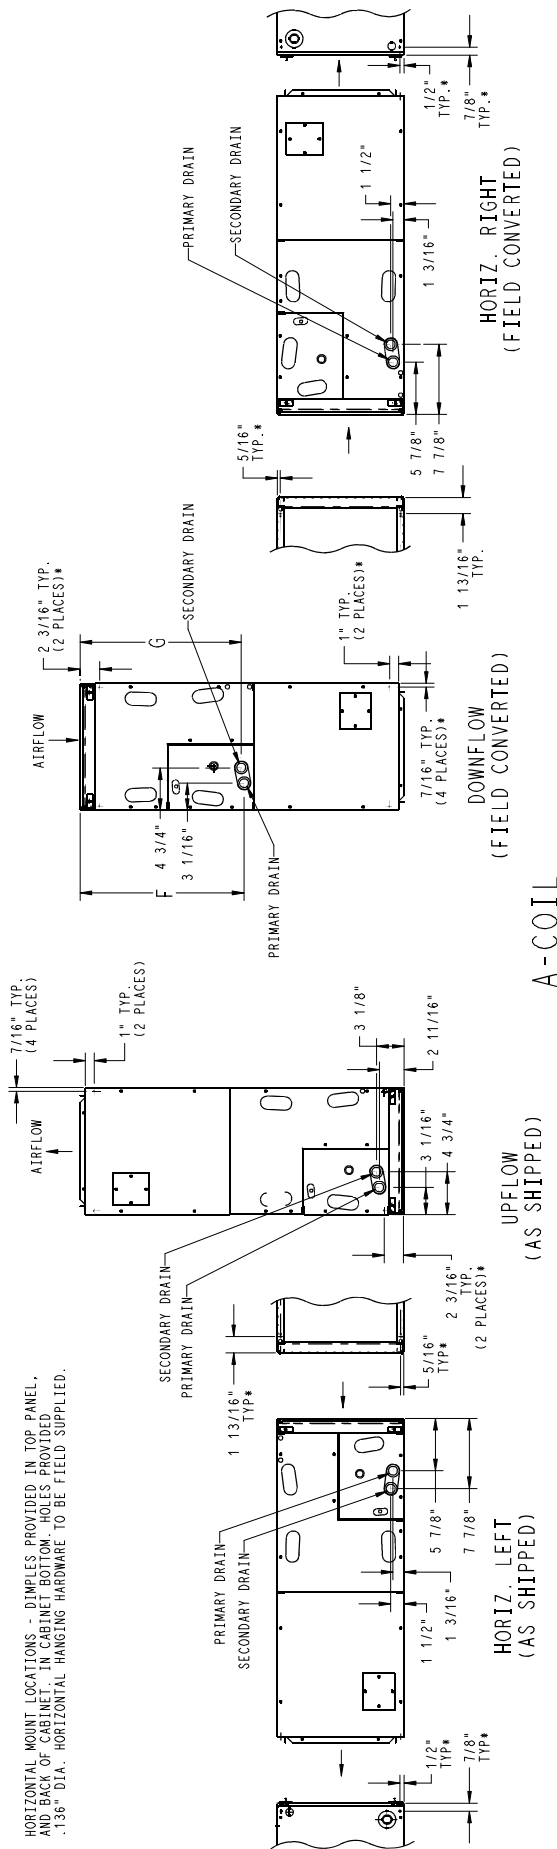 HORIZONTAL MOUNT LOCATIONS - DIMPLES PROVIDED IN TOP PANEL,
AND BACK OF CABINET. IN CABINET BOTTOM. HOLES PROVIDED
.136" DIA. HORIZONTAL HANGING HARDWARE TO BE FIELD SUPPLIED.
1/2"
TYP*
7/8"
TYP*
PRIMARY DRAIN
SECONDARY DRAIN
1 1/2"
1 3/16"
5 7/8"
7 7/8"
HORIZ. LEFT
(AS SHIPPED)
1 13/16"
TYP*
5/16"
TYP*
SECONDARY DRAIN
PRIMARY DRAIN
AIRFLOW
7/16" TYP.
(4 PLACES)
1" TYP.
(2 PLACES)
3 1/8"
2 11/16"
3 1/16"
4 3/4"
2 3/16"
TYP.
(2 PLACES)*
UPFLOW
(AS SHIPPED)
A-COIL
AIRFLOW
2 3/16" TYP.
(2 PLACES)*
F
G
4 3/4"
3 1/16"
PRIMARY DRAIN
SECONDARY DRAIN
1" TYP.
(2 PLACES)*
7/16" TYP.
(4 PLACES)*
DOWNFLOW
(FIELD CONVERTED)
1 13/16"
TYP.
5/16"
TYP.*
PRIMARY DRAIN
SECONDARY DRAIN
5 7/8"
7 7/8"
1 3/16"
1 1/2"
HORIZ. RIGHT
(FIELD CONVERTED)
1/2"
TYP.*
7/8"
TYP.*